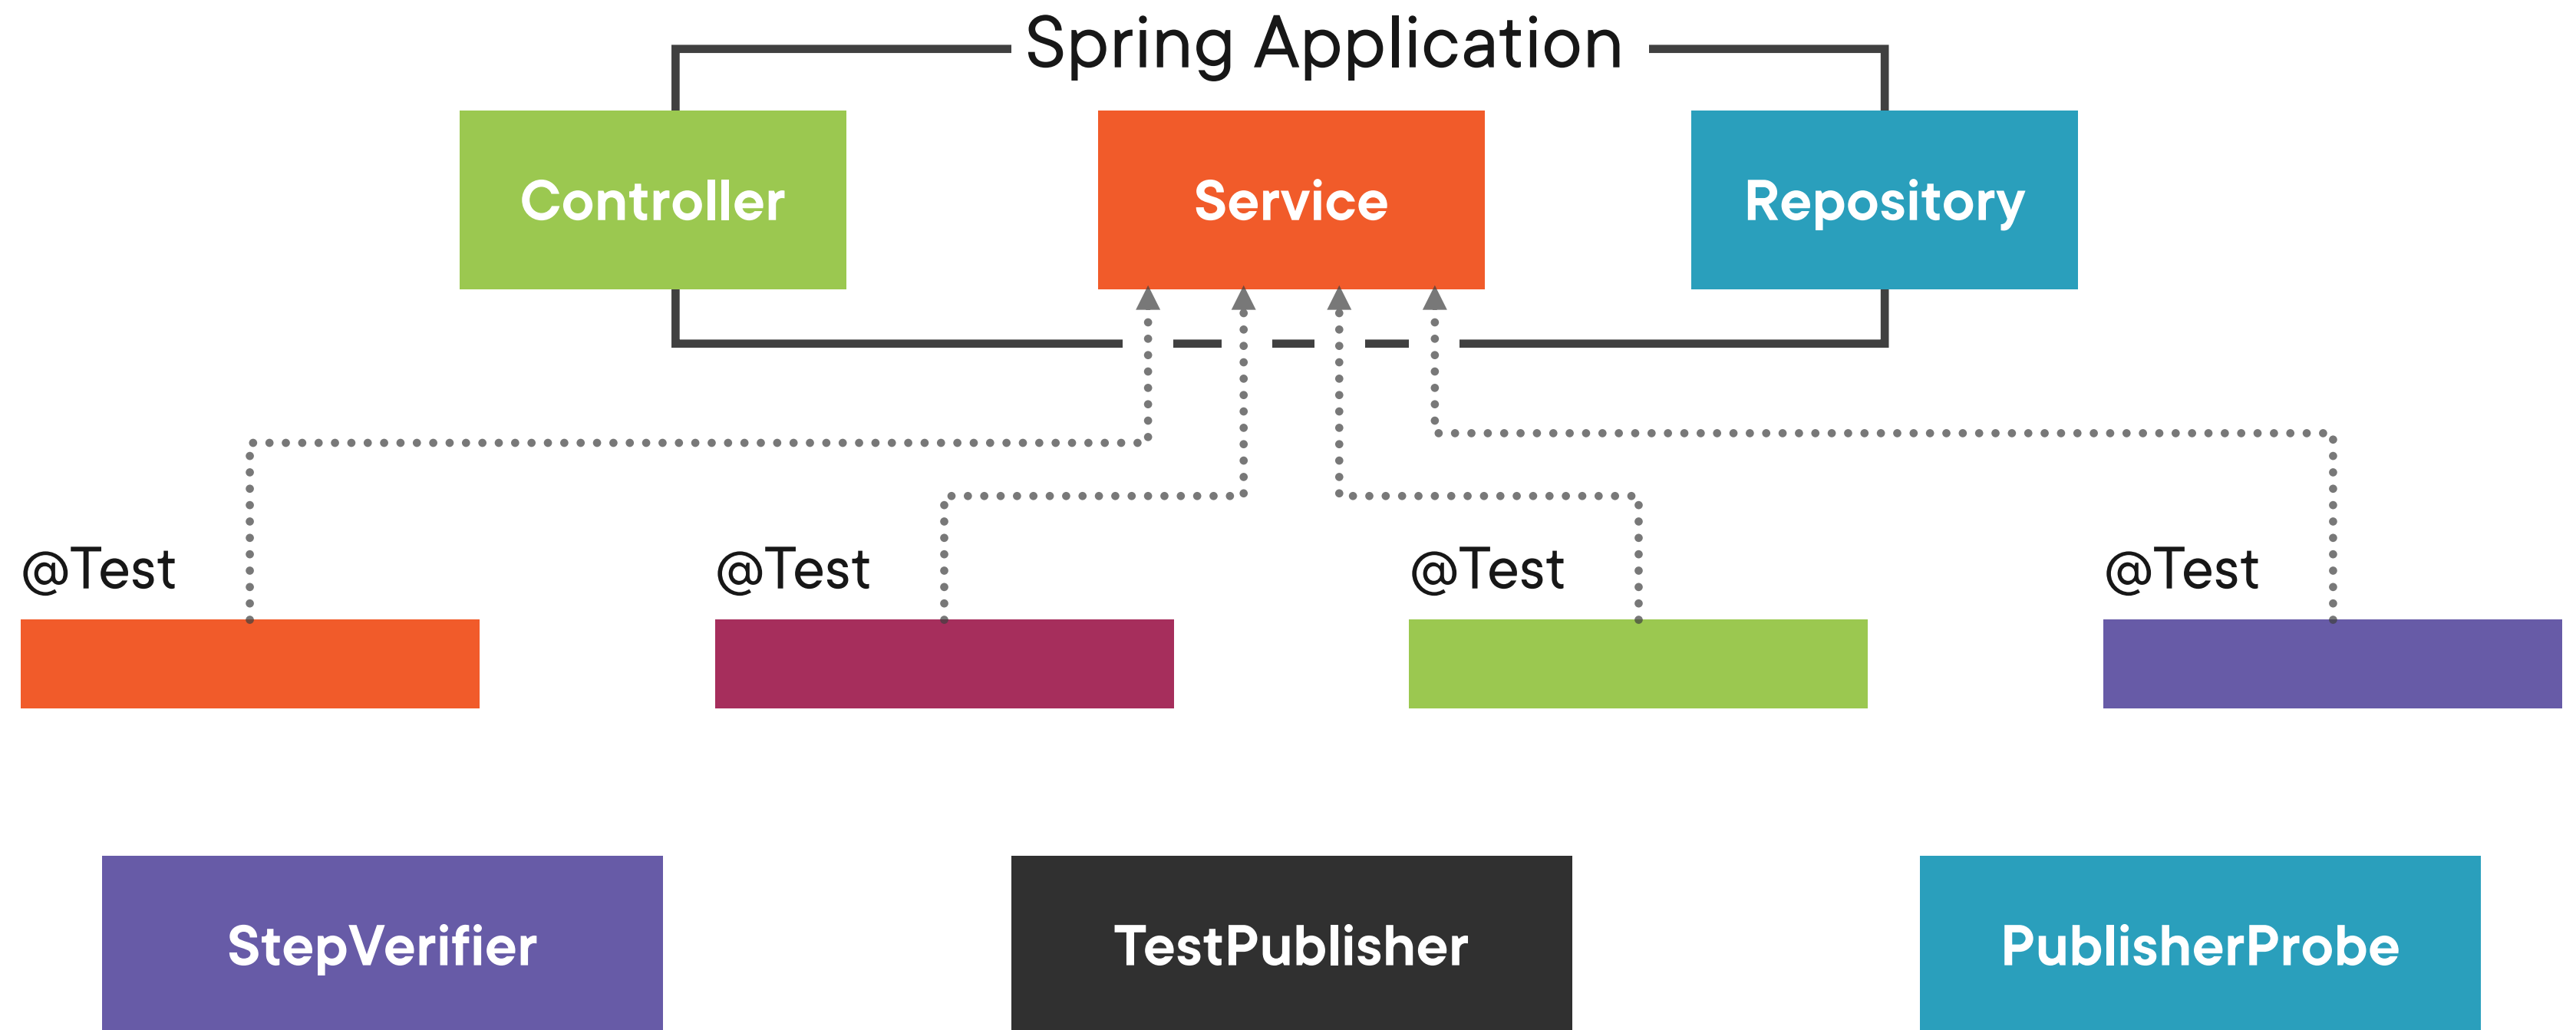 Spring Application
Controller
Service
Repository
@Test
@Test
@Test
@Test
StepVerifier
TestPublisher
PublisherProbe